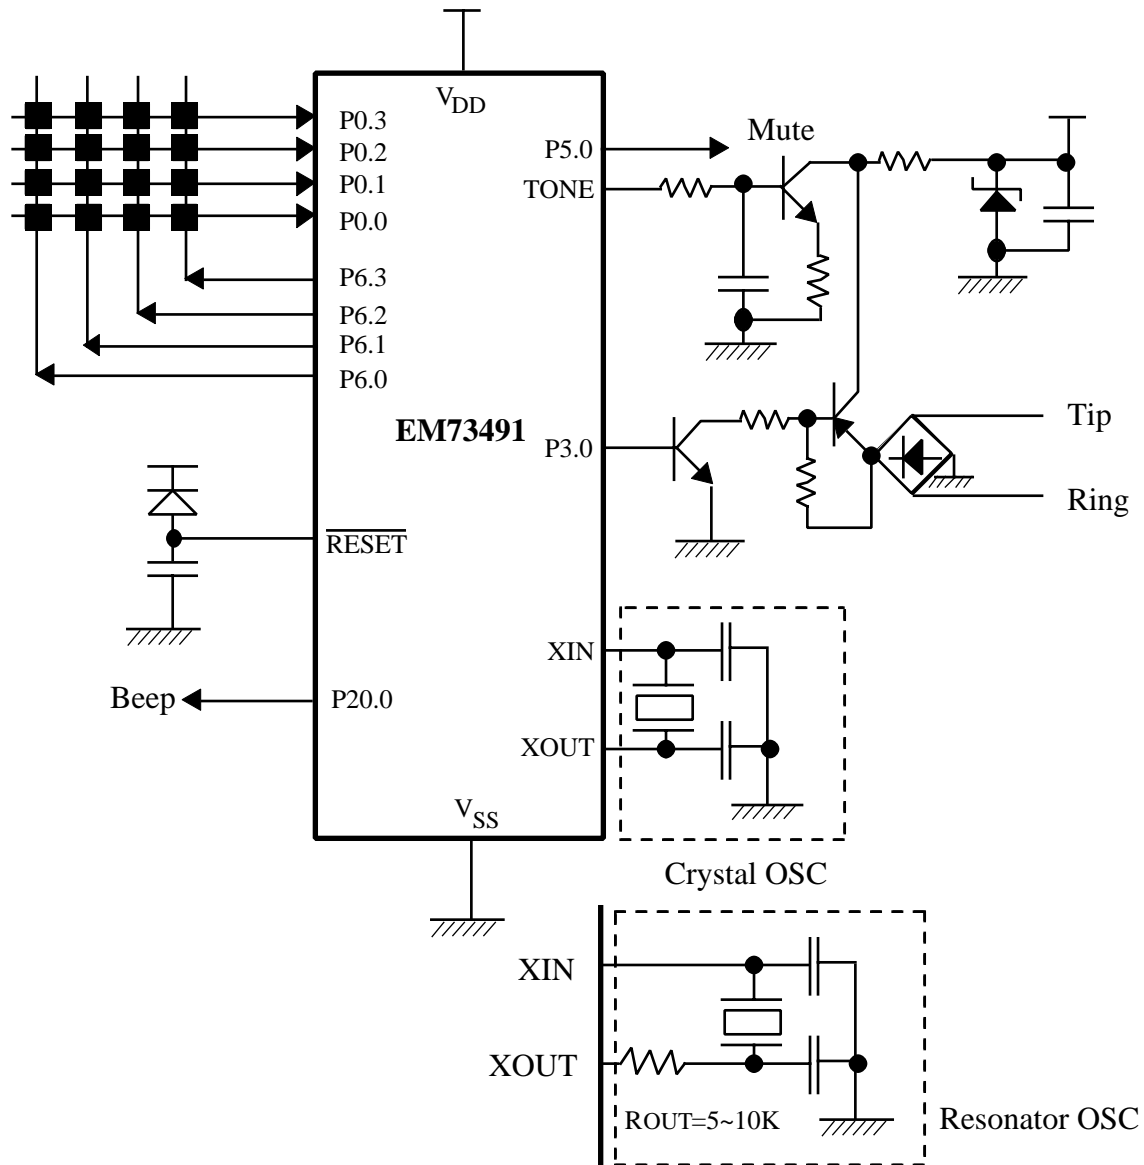 VDD
P0.3
P0.2
P0.1
P0.0
P6.3
P6.2
P6.1
P6.0
P5.0
Mute
TONE
EM73491
P3.0
Tip
Ring
RESET
Beep
P20.0
XIN
XOUT
VSS
Crystal OSC
XIN
XOUT
ROUT=5~10K
Resonator OSC